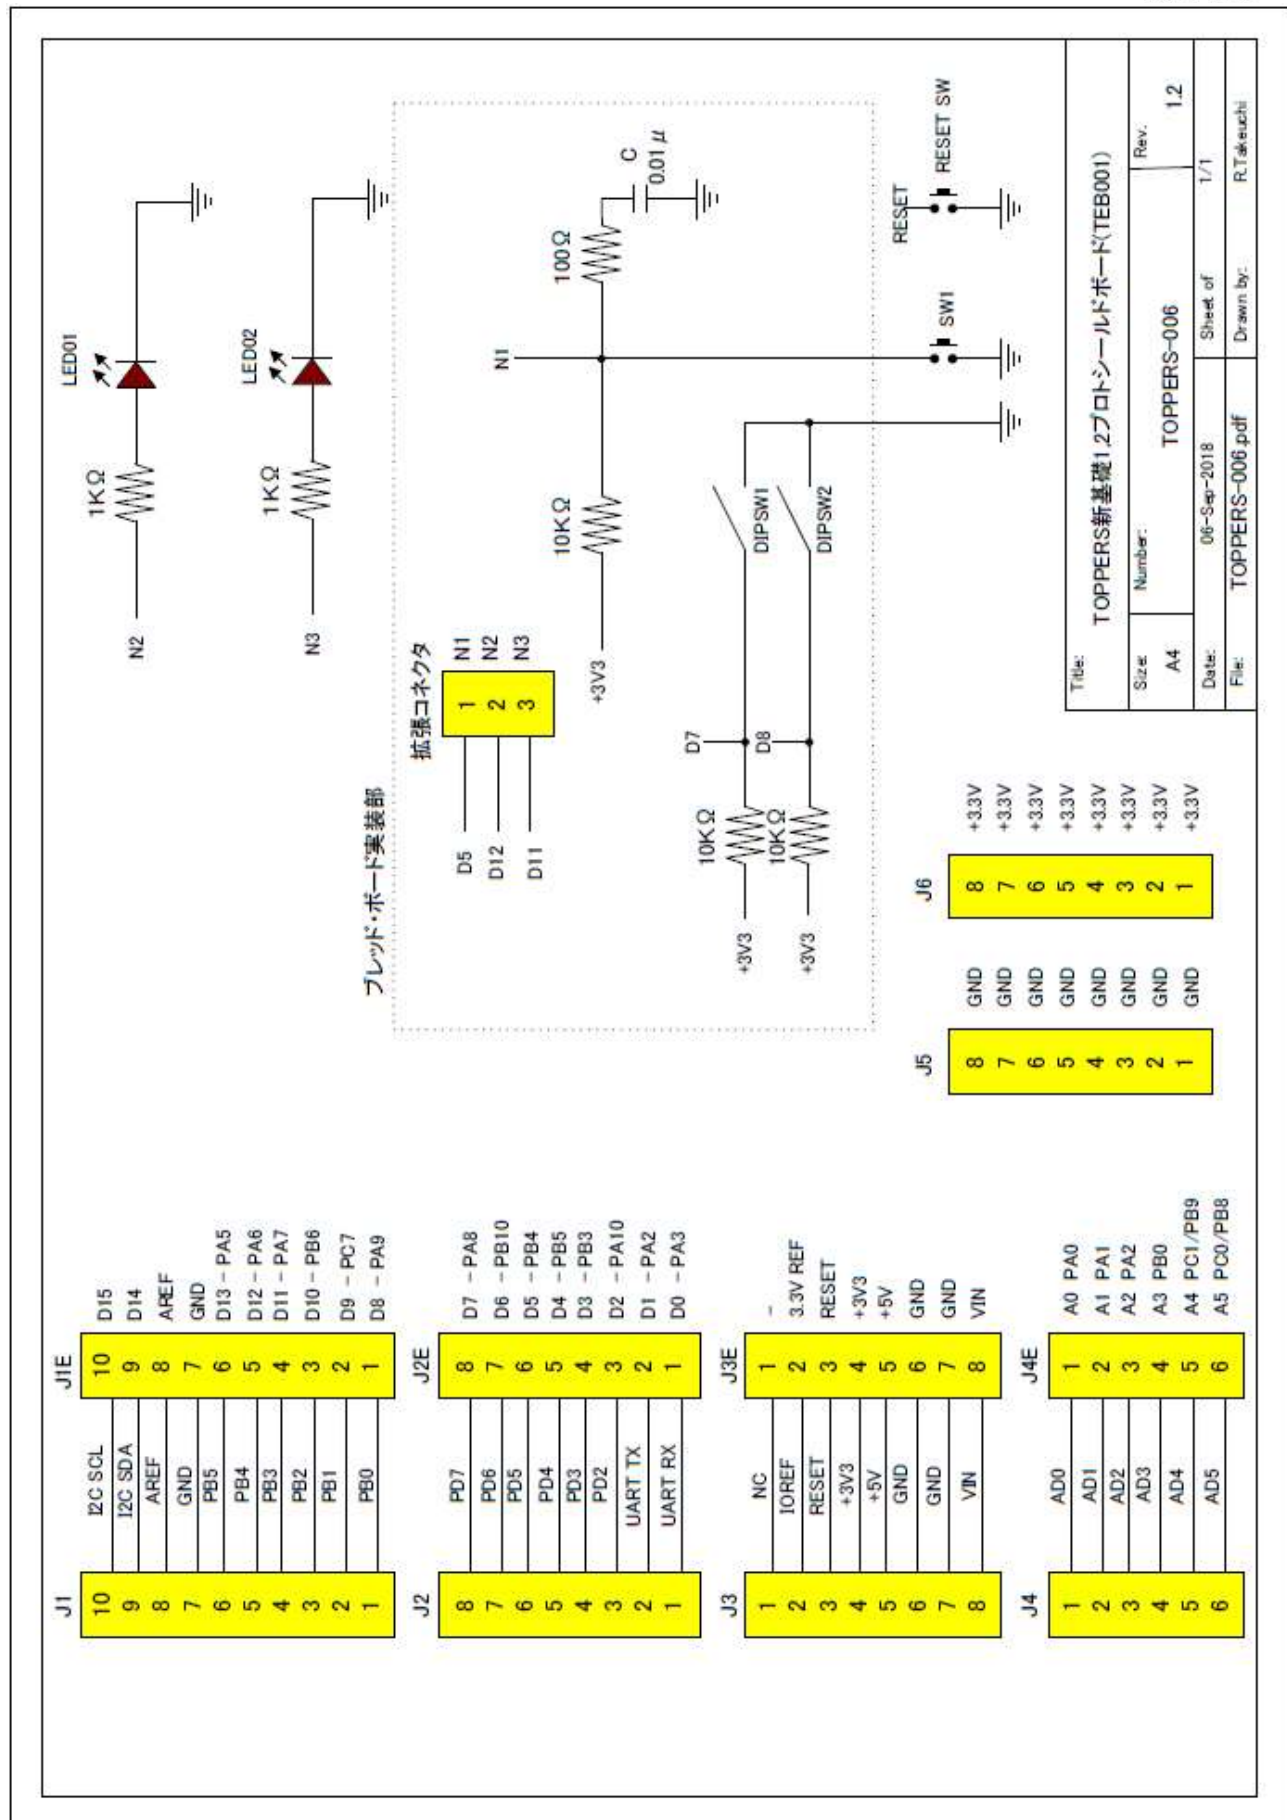 J1
J1E
10
I2C SCL
10
D15
9
I2C SDA
9
D14
8
AREF
8
AREF
7
GND
7
GND
6
PB5
6
D13 - PA5
5
PB4
5
D12 - PA6
4
PB3
4
D11 - PA7
3
PB2
3
D10 - PB6
2
PB1
2
D9 - PC7
1
PB0
1
D8 - PA9
J2
J2E
8
PD7
8
D7 - PA8
7
PD6
7
D6 - PB10
6
PD5
6
D5 - PB4
5
PD4
5
D4 - PB5
4
PD3
4
D3 - PB3
3
PD2
3
D2 - PA10
2
UART TX
2
D1 - PA2
1
UART RX
1
D0 - PA3
J3
J3E
1
NC
1
-
2
IOREF
2
3.3V REF
3
RESET
3
RESET
4
+3V3
4
+3V3
5
+5V
5
+5V
6
GND
6
GND
7
GND
7
GND
8
VIN
8
VIN
J4
J4E
1
AD0
1
A0 PA0
2
AD1
2
A1 PA1
3
AD2
3
A2 PA2
4
AD3
4
A3 PB0
5
AD4
5
A4 PC1/PB9
6
AD5
6
A5 PC0/PB8
N2
1KΩ
LED01
N3
1KΩ
LED02
ブレッド・ボード実装部
拡張コネクタ
D5
1
N1
D12
2
N2
D11
3
N3
+3V3
10KΩ
N1
100Ω
C
0.01μ
+3V3
10KΩ
D7
DIPSW1
+3V3
10KΩ
D8
DIPSW2
SW1
RESET
RESET SW
J5
8
GND
7
GND
6
GND
5
GND
4
GND
3
GND
2
GND
1
GND
J6
8
+3.3V
7
+3.3V
6
+3.3V
5
+3.3V
4
+3.3V
3
+3.3V
2
+3.3V
1
+3.3V
Title:
TOPPERS新基礎1,2プロトシールドボード(TEB001)
Size:
A4
Number:
TOPPERS-006
Rev.
1.2
Date:
06-Sep-2018
Sheet of
1/1
File:
TOPPERS-006.pdf
Drawn by:
R.Takeuchi